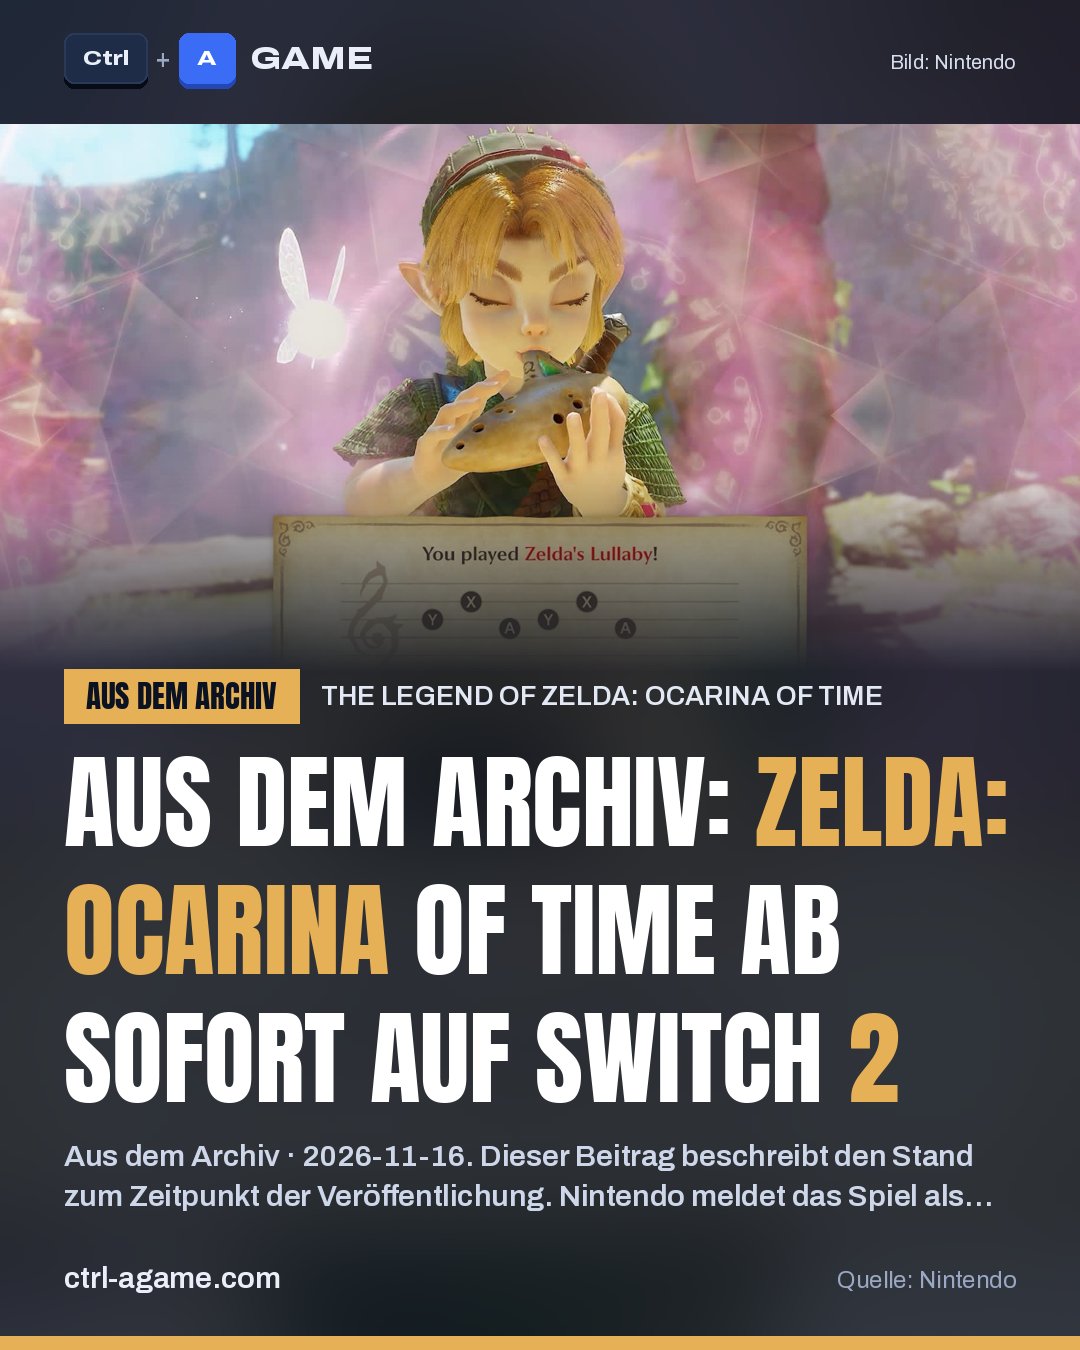 Ctrl + A GAME
Bild: Nintendo
You played Zelda's Lullaby!
Y X A Y X A
AUS DEM ARCHIV THE LEGEND OF ZELDA: OCARINA OF TIME
AUS DEM ARCHIV: ZELDA:
OCARINA OF TIME AB
SOFORT AUF SWITCH 2
Aus dem Archiv · 2026-11-16. Dieser Beitrag beschreibt den Stand
zum Zeitpunkt der Veröffentlichung. Nintendo meldet das Spiel als…
ctrl-agame.com
Quelle: Nintendo